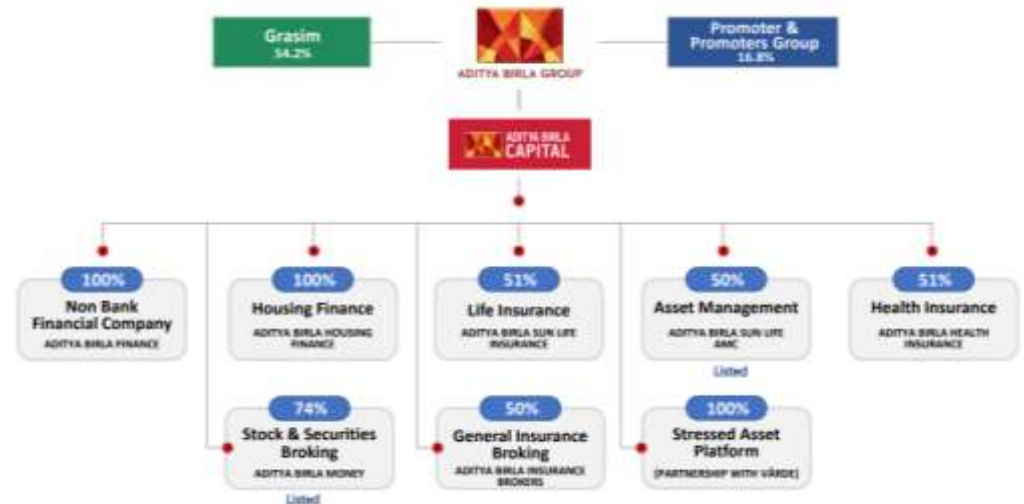 Grasim
54.2%
ADITYA BIRLA GROUP
Promoter &
Promoters Group
16.8%
ADITYA BIRLA
CAPITAL
100%
Non Bank
Financial Company
ADITYA BIRLA FINANCE
100%
Housing Finance
ADITYA BIRLA HOUSING
FINANCE
51%
Life Insurance
ADITYA BIRLA SUN LIFE
INSURANCE
50%
Asset Management
ADITYA BIRLA SUN LIFE
AMC
Listed
51%
Health Insurance
ADITYA BIRLA HEALTH
INSURANCE
74%
Stock & Securities
Broking
ADITYA BIRLA MONEY
Listed
50%
General Insurance
Broking
ADITYA BIRLA INSURANCE
BROKERS
100%
Stressed Asset
Platform
(PARTNERSHIP WITH VÄRDE)